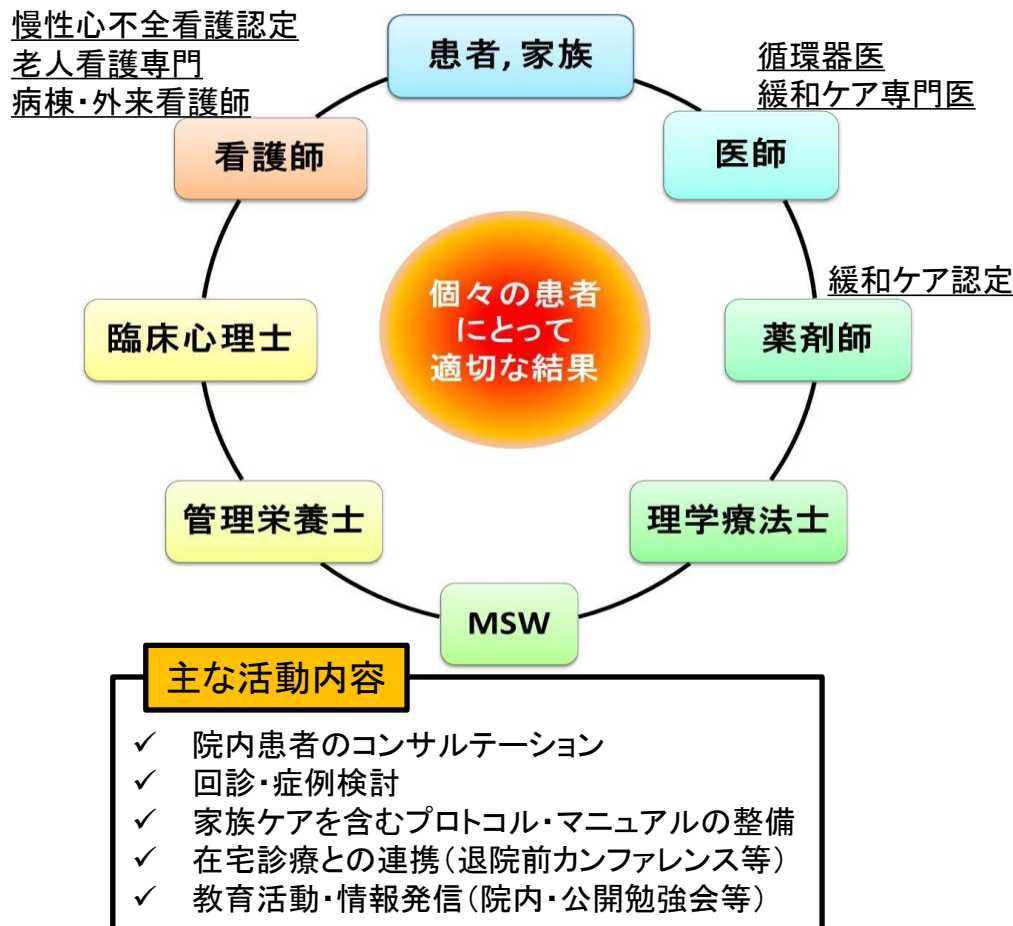 慢性心不全看護認定
老人看護専門
病棟・外来看護師
患者, 家族
循環器医
緩和ケア専門医
看護師
医師
緩和ケア認定
個々の患者
にとって
適切な結果
臨床心理士
薬剤師
管理栄養士
理学療法士
MSW
主な活動内容
✓ 院内患者のコンサルテーション
✓ 回診・症例検討
✓ 家族ケアを含むプロトコル・マニュアルの整備
✓ 在宅診療との連携（退院前カンファレンス等）
✓ 教育活動・情報発信（院内・公開勉強会等）